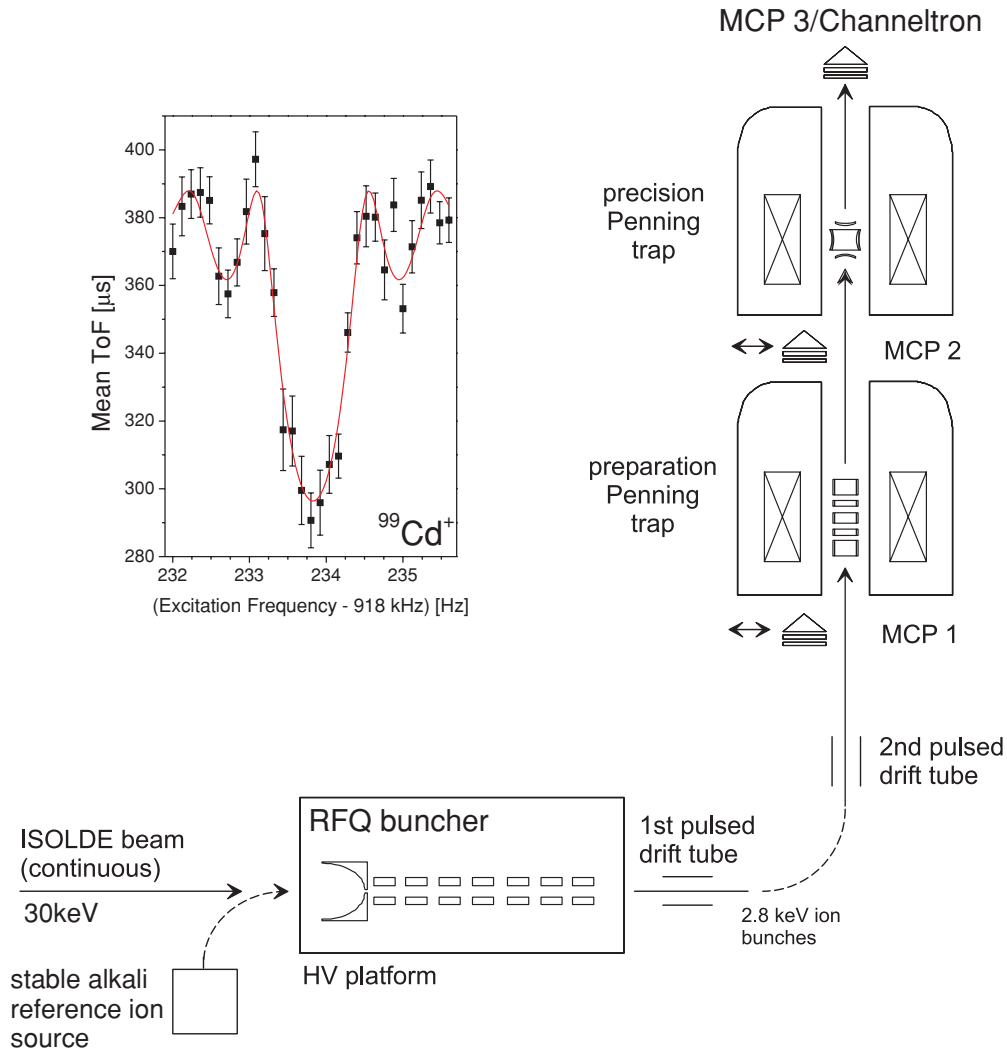 MCP 3/Channeltron
precision
Penning
trap
MCP 2
preparation
Penning
trap
MCP 1
2nd pulsed
drift tube
1st pulsed
drift tube
2.8 keV ion
bunches
RFQ buncher
HV platform
ISOLDE beam
(continuous)
30keV
stable alkali
reference ion
source
Mean ToF [μs]
400
380
360
340
320
300
280
232
233
234
235
(Excitation Frequency - 918 kHz) [Hz]
⁹⁹Cd⁺